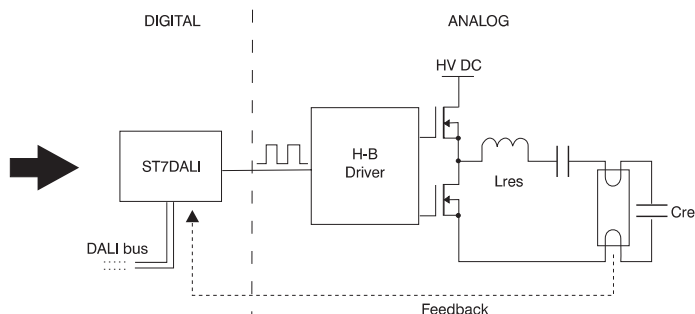 DIGITAL
ANALOG
HV DC
ST7DALI
H-B
Driver
Lres
Cre
DALI bus
Feedback